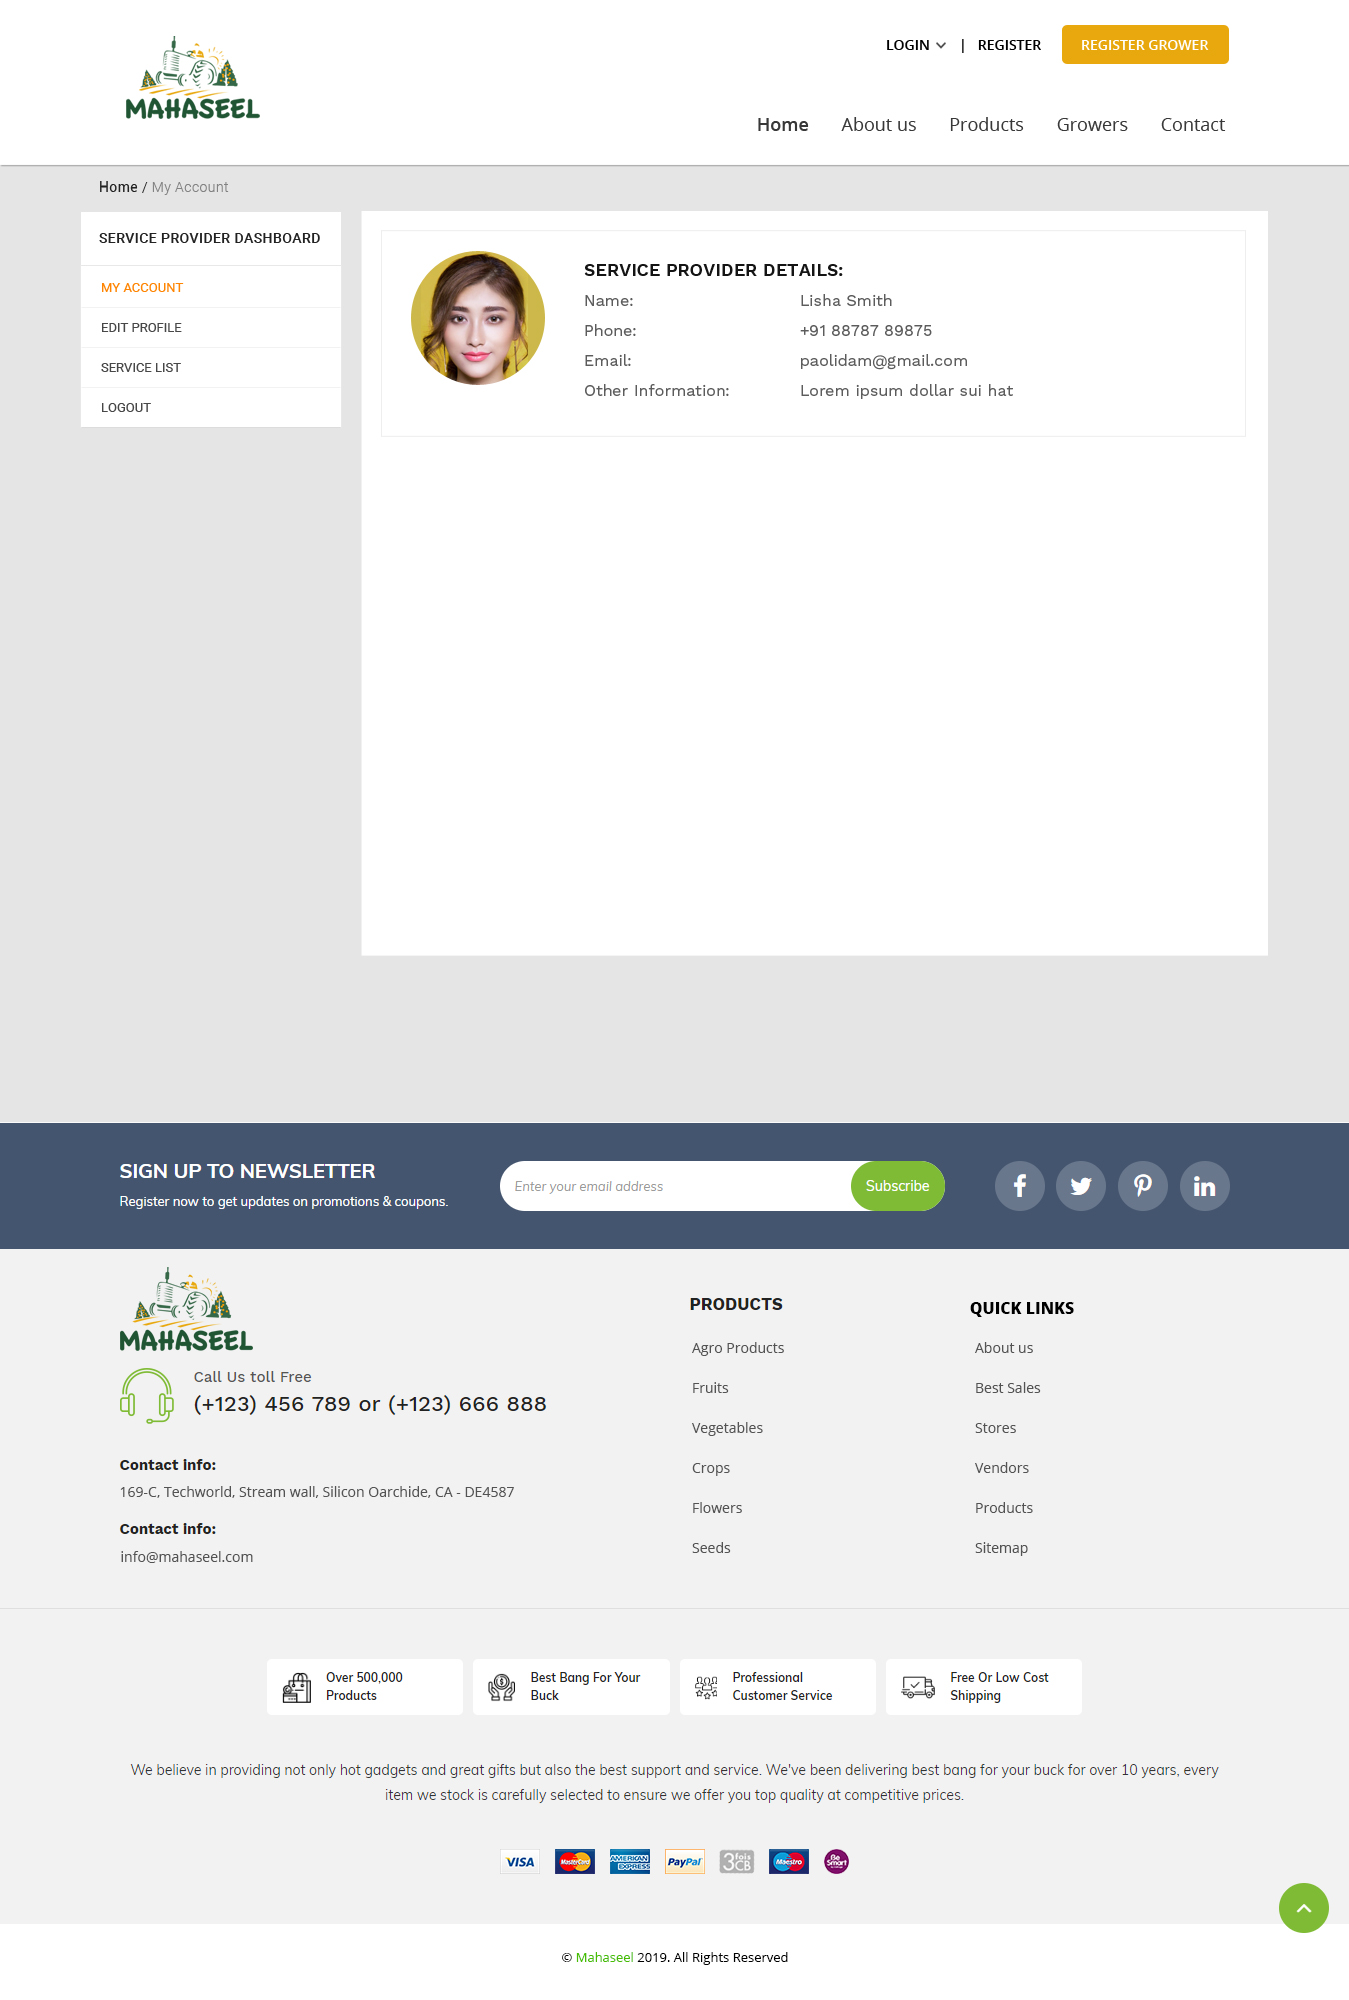 MAHASEEL
LOGIN | REGISTER REGISTER GROWER
Home About us Products Growers Contact
Home / My Account
SERVICE PROVIDER DASHBOARD
MY ACCOUNT
EDIT PROFILE
SERVICE LIST
LOGOUT
SERVICE PROVIDER DETAILS:
Name: Lisha Smith
Phone: +91 88787 89875
Email: paolidam@gmail.com
Other Information: Lorem ipsum dollar sui hat
SIGN UP TO NEWSLETTER
Register now to get updates on promotions & coupons.
Enter your email address
Subscribe
MAHASEEL
Call Us toll Free
(+123) 456 789 or (+123) 666 888
Contact info:
169-C, Techworld, Stream wall, Silicon Oarchide, CA - DE4587
Contact info:
info@mahaseel.com
PRODUCTS
Agro Products
Fruits
Vegetables
Crops
Flowers
Seeds
QUICK LINKS
About us
Best Sales
Stores
Vendors
Products
Sitemap
Over 500,000
Products
Best Bang For Your
Buck
Professional
Customer Service
Free Or Low Cost
Shipping
We believe in providing not only hot gadgets and great gifts but also the best support and service. We've been delivering best bang for your buck for over 10 years, every
item we stock is carefully selected to ensure we offer you top quality at competitive prices.
VISA
MasterCard
AMERICAN
EXPRESS
PayPal
3 fois
CB
Maestro
Be
Smart
© Mahaseel 2019. All Rights Reserved